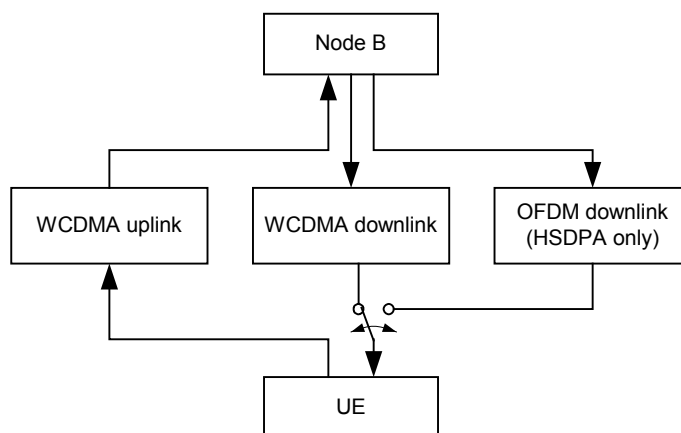 Node B
WCDMA uplink
WCDMA downlink
OFDM downlink
(HSDPA only)
UE